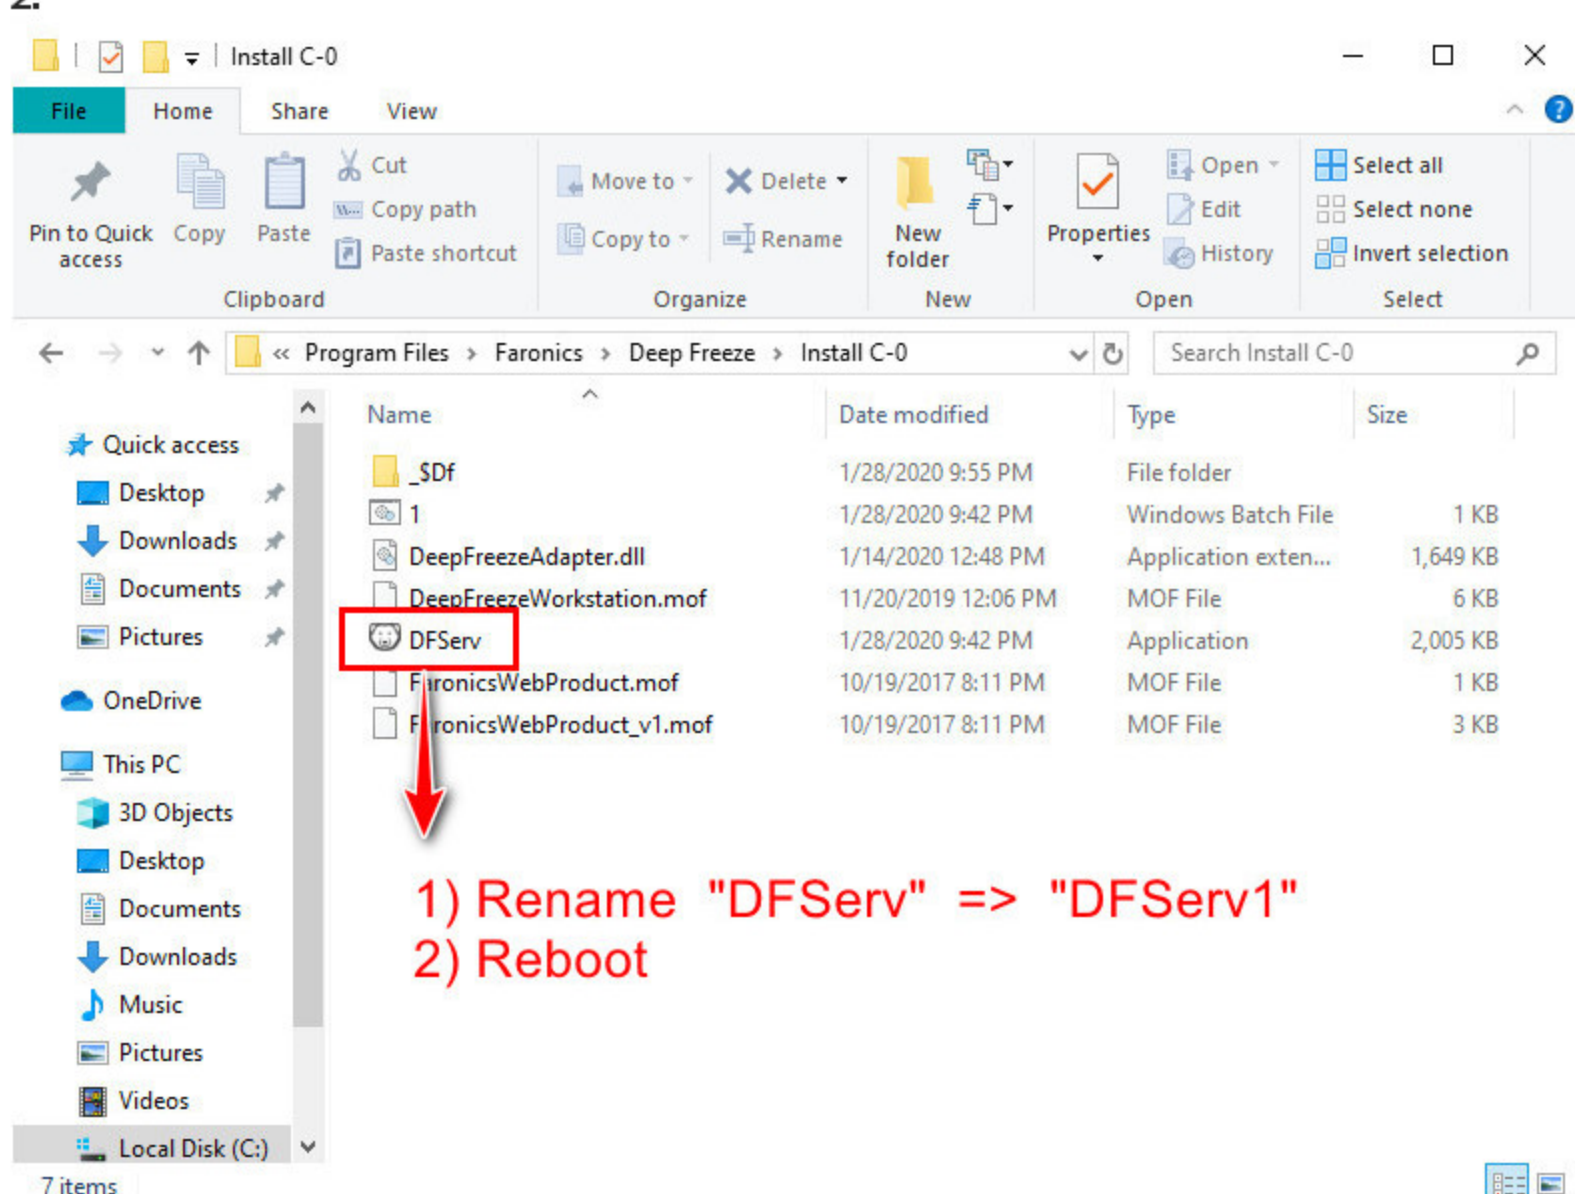 2.
Install C-0
File Home Share View
Pin to Quick access
Copy
Paste
Cut
Copy path
Paste shortcut
Clipboard
Move to
Copy to
Delete
Rename
Organize
New folder
New
Properties
Open
Edit
History
Open
Select all
Select none
Invert selection
Select
« Program Files > Faronics > Deep Freeze > Install C-0
Search Install C-0
Quick access
Desktop
Downloads
Documents
Pictures
OneDrive
This PC
3D Objects
Desktop
Documents
Downloads
Music
Pictures
Videos
Local Disk (C:)
Name Date modified Type Size
_$Df 1/28/2020 9:55 PM File folder
1 1/28/2020 9:42 PM Windows Batch File 1 KB
DeepFreezeAdapter.dll 1/14/2020 12:48 PM Application exten... 1,649 KB
DeepFreezeWorkstation.mof 11/20/2019 12:06 PM MOF File 6 KB
DFServ 1/28/2020 9:42 PM Application 2,005 KB
FaronicsWebProduct.mof 10/19/2017 8:11 PM MOF File 1 KB
FaronicsWebProduct_v1.mof 10/19/2017 8:11 PM MOF File 3 KB
1) Rename "DFServ" => "DFServ1"
2) Reboot
7 items